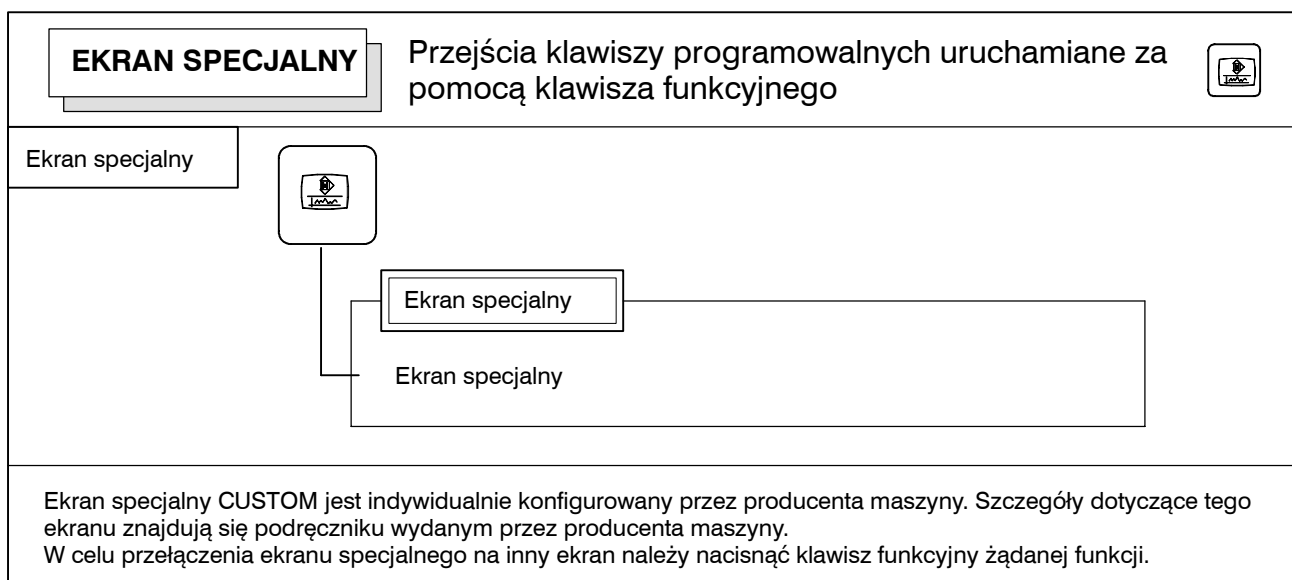 EKRAN SPECJALNY
Przejścia klawiszy programowalnych uruchamiane za
pomocą klawisza funkcyjnego
Ekran specjalny
Ekran specjalny
Ekran specjalny
Ekran specjalny CUSTOM jest indywidualnie konfigurowany przez producenta maszyny. Szczegóły dotyczące tego
ekranu znajdują się podręczniku wydanym przez producenta maszyny.
W celu przełączenia ekranu specjalnego na inny ekran należy nacisnąć klawisz funkcyjny żądanej funkcji.